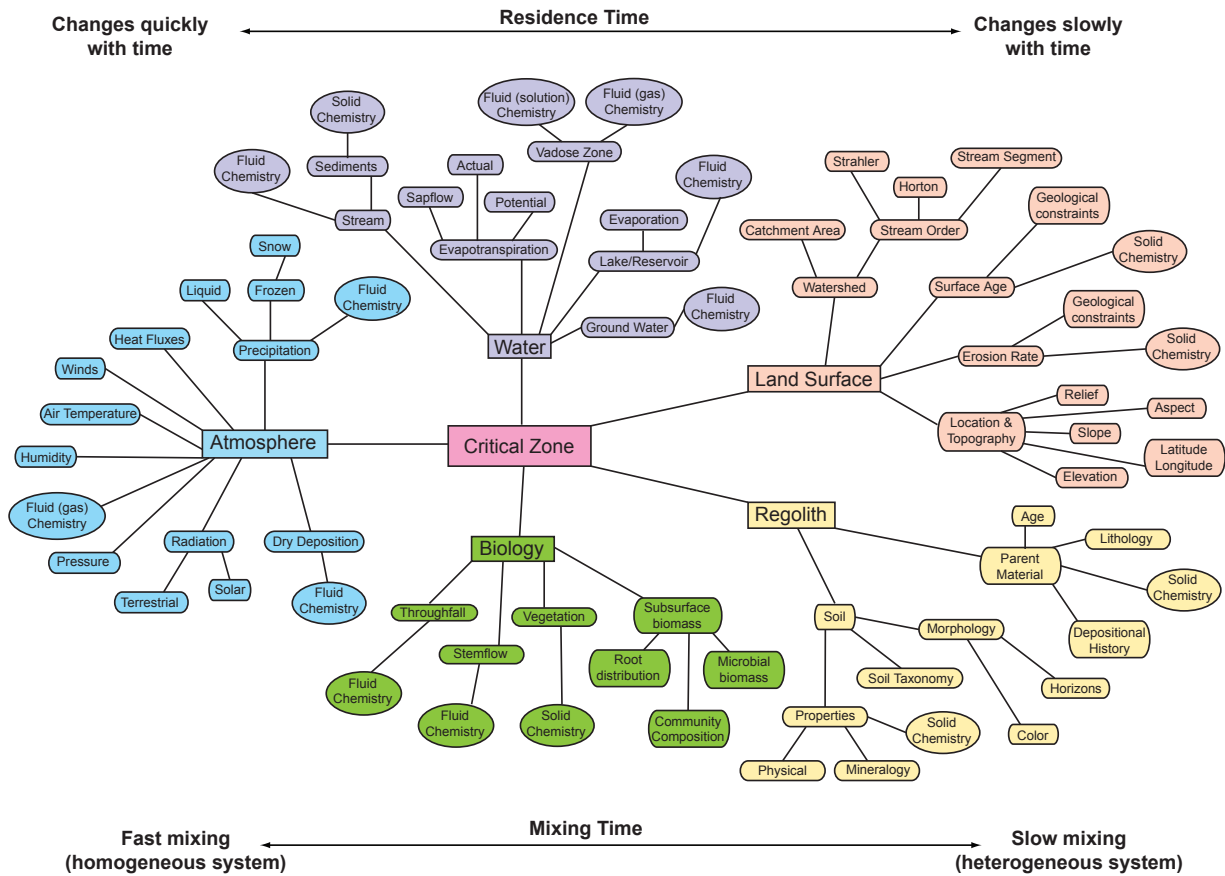 Residence Time
Changes quickly
with time
Changes slowly
with time
Solid
Chemistry
Fluid
Chemistry
Sediments
Stream
Fluid (solution)
Chemistry
Fluid (gas)
Chemistry
Vadose Zone
Actual
Sapflow
Potential
Evapotranspiration
Fluid
Chemistry
Evaporation
Lake/Reservoir
Ground Water
Fluid
Chemistry
Water
Strahler
Stream Segment
Horton
Catchment Area
Stream Order
Watershed
Geological
constraints
Solid
Chemistry
Surface Age
Geological
constraints
Erosion Rate
Solid
Chemistry
Land Surface
Relief
Aspect
Location &
Topography
Slope
Latitude
Longitude
Elevation
Snow
Liquid
Frozen
Fluid
Chemistry
Precipitation
Heat Fluxes
Winds
Air Temperature
Humidity
Atmosphere
Fluid (gas)
Chemistry
Pressure
Radiation
Terrestrial
Solar
Dry Deposition
Fluid
Chemistry
Critical Zone
Biology
Throughfall
Fluid
Chemistry
Stemflow
Fluid
Chemistry
Vegetation
Solid
Chemistry
Subsurface
biomass
Root
distribution
Microbial
biomass
Community
Composition
Regolith
Age
Lithology
Parent
Material
Solid
Chemistry
Depositional
History
Soil
Morphology
Soil Taxonomy
Horizons
Color
Properties
Solid
Chemistry
Physical
Mineralogy
Mixing Time
Fast mixing
(homogeneous system)
Slow mixing
(heterogeneous system)